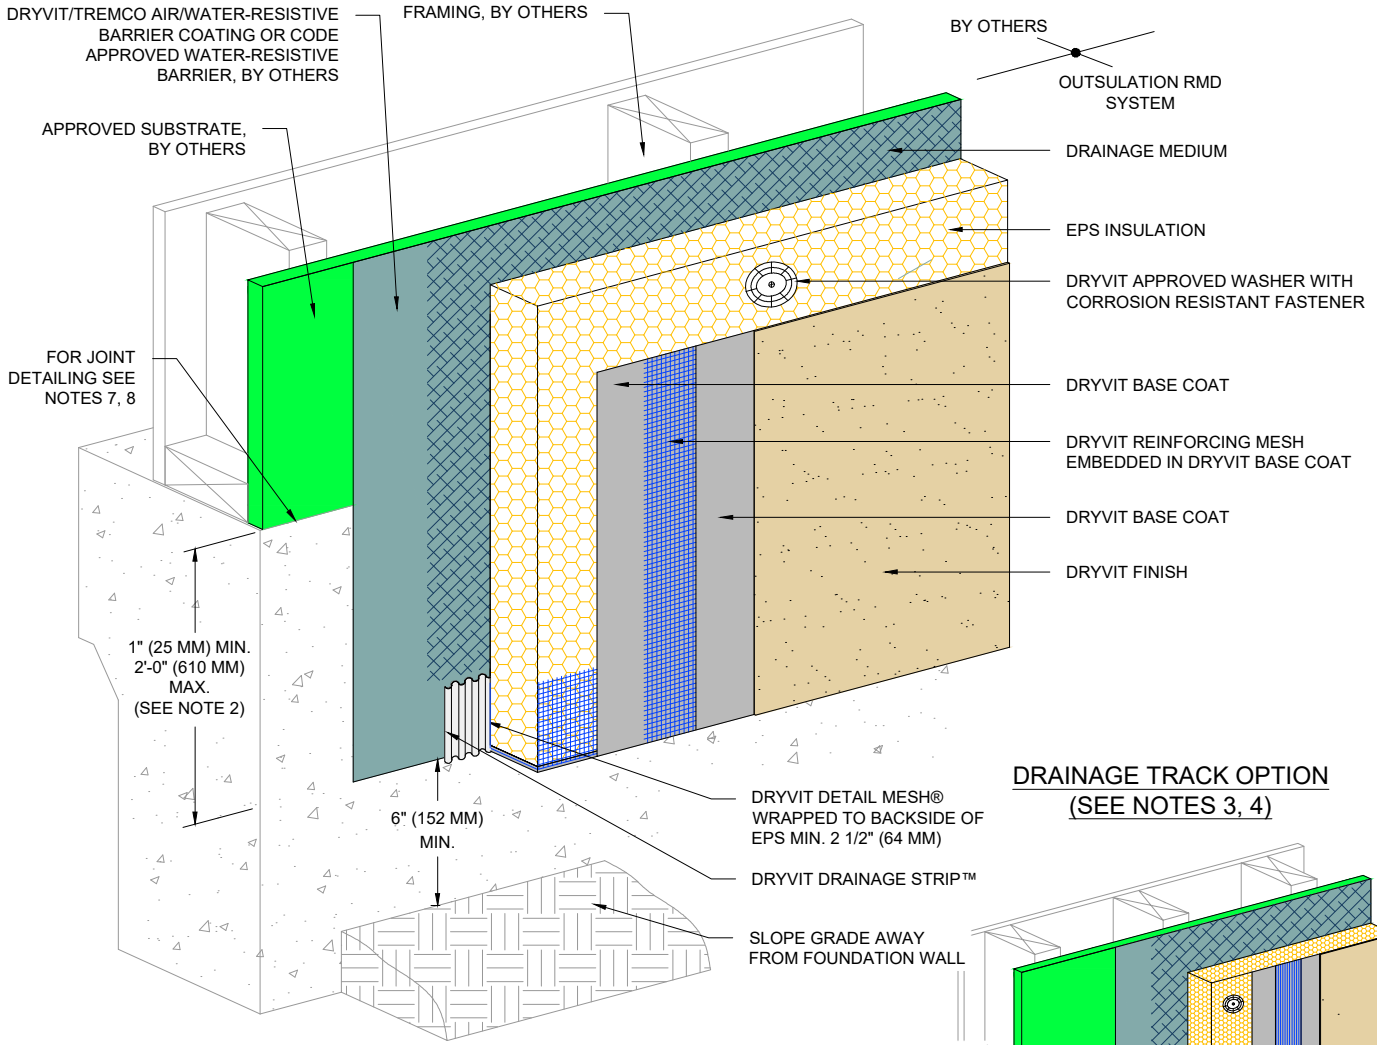 DRYVIT/TREMCO AIR/WATER-RESISTIVE
BARRIER COATING OR CODE
APPROVED WATER-RESISTIVE
BARRIER, BY OTHERS
FRAMING, BY OTHERS
BY OTHERS
OUTSULATION RMD
SYSTEM
APPROVED SUBSTRATE,
BY OTHERS
DRAINAGE MEDIUM
EPS INSULATION
DRYVIT APPROVED WASHER WITH
CORROSION RESISTANT FASTENER
FOR JOINT
DETAILING SEE
NOTES 7, 8
DRYVIT BASE COAT
DRYVIT REINFORCING MESH
EMBEDDED IN DRYVIT BASE COAT
DRYVIT BASE COAT
DRYVIT FINISH
1" (25 MM) MIN.
2'-0" (610 MM)
MAX.
(SEE NOTE 2)
6" (152 MM)
MIN.
DRYVIT DETAIL MESH®
WRAPPED TO BACKSIDE OF
EPS MIN. 2 1/2" (64 MM)
DRYVIT DRAINAGE STRIP™
SLOPE GRADE AWAY
FROM FOUNDATION WALL
DRAINAGE TRACK OPTION
(SEE NOTES 3, 4)